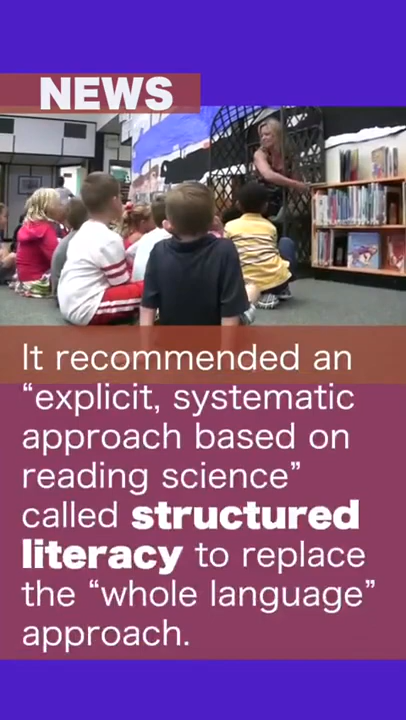 NEWS
It recommended an
“explicit, systematic
approach based on
reading science”
called structured
literacy to replace
the “whole language”
approach.